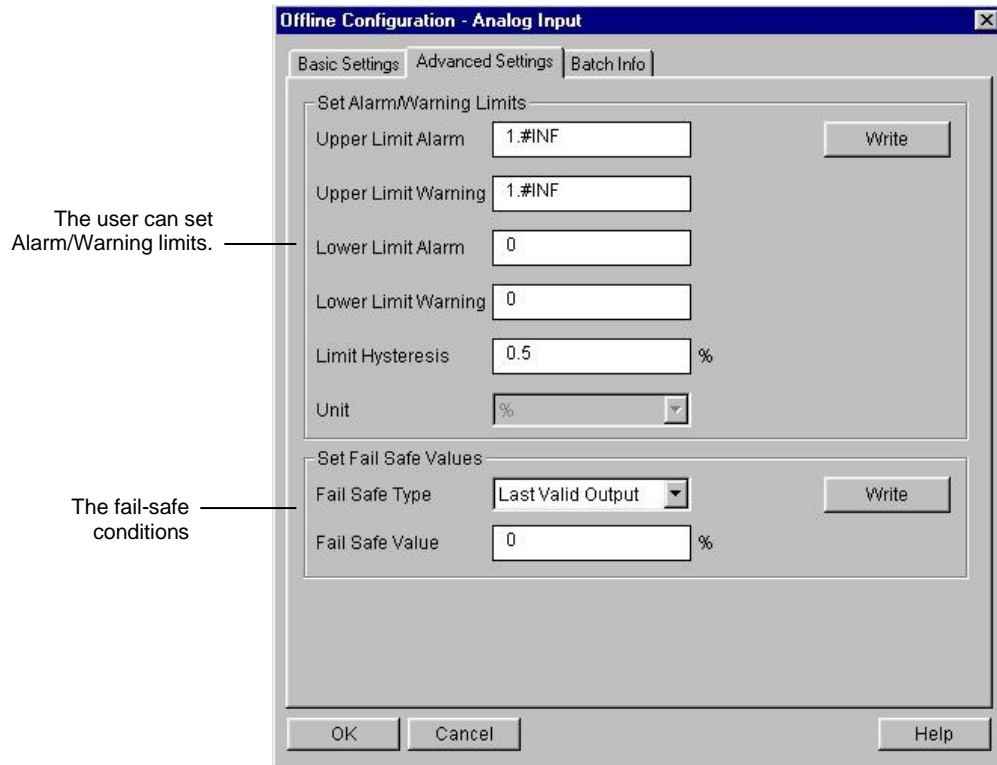 Offline Configuration - Analog Input
Basic Settings
Advanced Settings
Batch Info
Set Alarm/Warning Limits
Upper Limit Alarm
1.#INF
Write
Upper Limit Warning
1.#INF
The user can set
Alarm/Warning limits.
Lower Limit Alarm
0
Lower Limit Warning
0
Limit Hysteresis
0.5
%
Unit
%
Set Fail Safe Values
Fail Safe Type
Last Valid Output
Write
The fail-safe
conditions
Fail Safe Value
0
%
OK
Cancel
Help